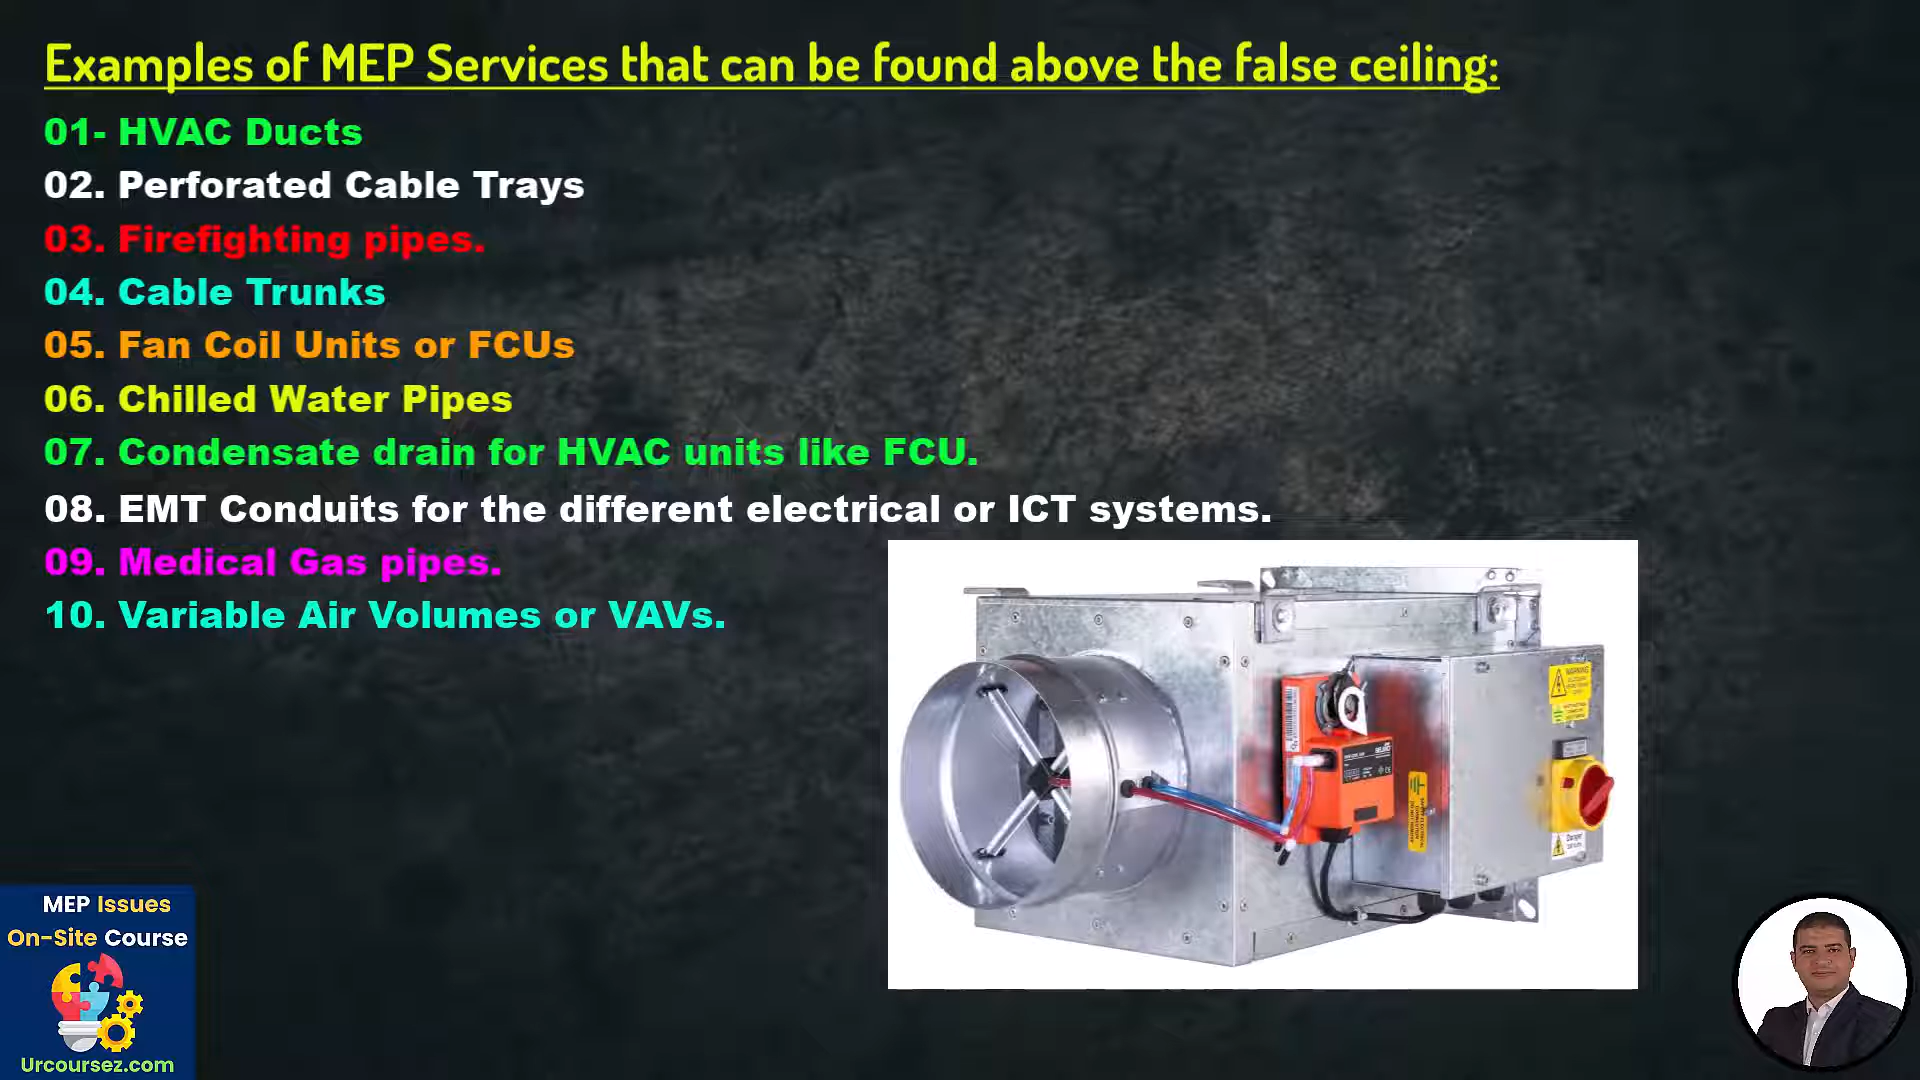 Examples of MEP Services that can be found above the false ceiling:
01- HVAC Ducts
02. Perforated Cable Trays
03. Firefighting pipes.
04. Cable Trunks
05. Fan Coil Units or FCUs
06. Chilled Water Pipes
07. Condensate drain for HVAC units like FCU.
08. EMT Conduits for the different electrical or ICT systems.
09. Medical Gas pipes.
10. Variable Air Volumes or VAVs.
WARNING
BELIMO
Danger
MEP Issues
On-Site Course
Urcoursez.com